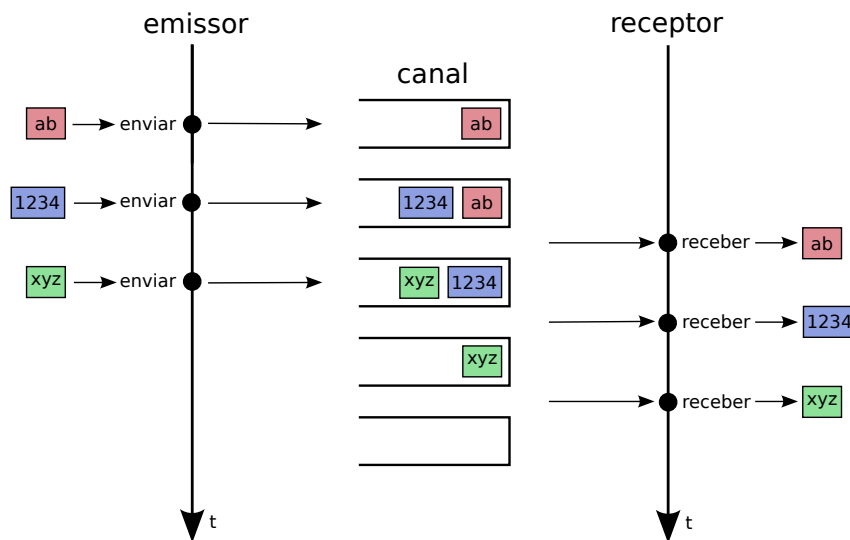 emissor
receptor
canal
ab enviar ab
1234 enviar 1234 ab
receber ab
xyz enviar xyz 1234
receber 1234
xyz
receber xyz
t
t